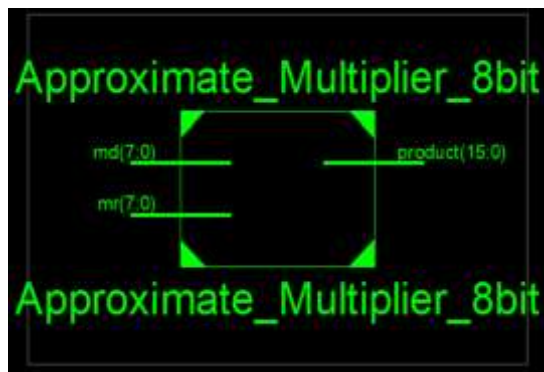 Approximate_Multiplier_8bit
md(7:0)
product(15:0)
mr(7:0)
Approximate_Multiplier_8bit